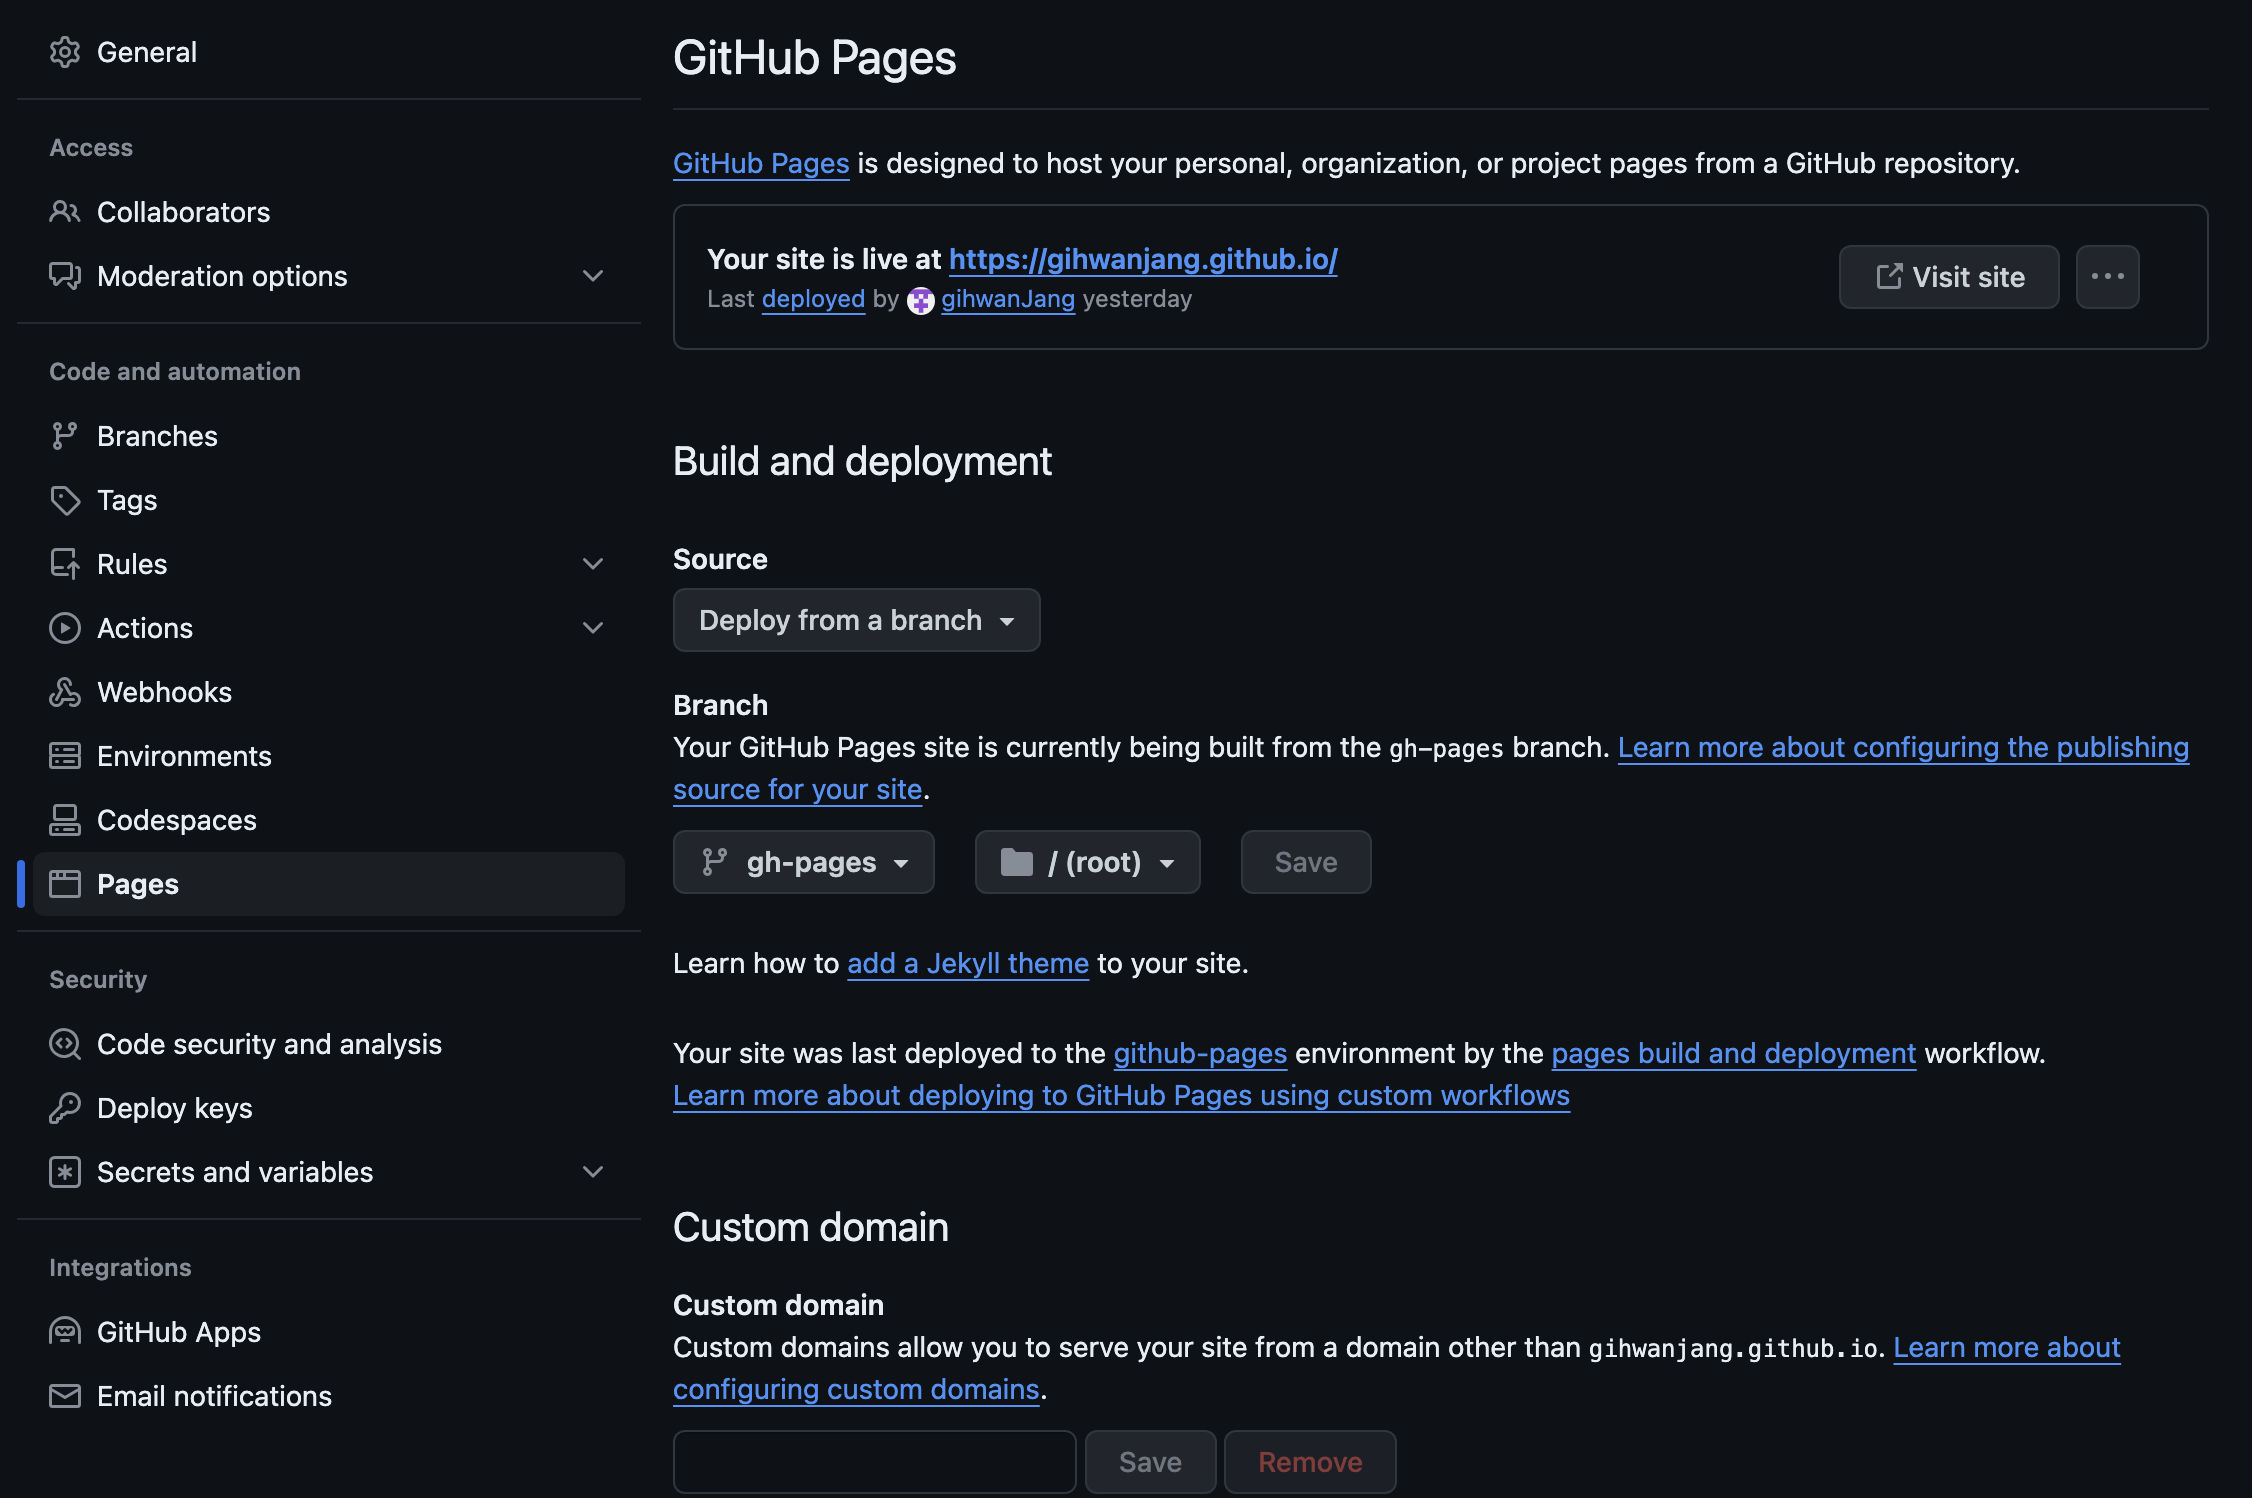 General
Access
Collaborators
Moderation options
Code and automation
Branches
Tags
Rules
Actions
Webhooks
Environments
Codespaces
Pages
Security
Code security and analysis
Deploy keys
Secrets and variables
Integrations
GitHub Apps
Email notifications
GitHub Pages
GitHub Pages is designed to host your personal, organization, or project pages from a GitHub repository.
Your site is live at https://gihwanjang.github.io/
Last deployed by gihwanJang yesterday
Visit site
Build and deployment
Source
Deploy from a branch
Branch
Your GitHub Pages site is currently being built from the gh-pages branch. Learn more about configuring the publishing
source for your site.
gh-pages / (root) Save
Learn how to add a Jekyll theme to your site.
Your site was last deployed to the github-pages environment by the pages build and deployment workflow.
Learn more about deploying to GitHub Pages using custom workflows
Custom domain
Custom domain
Custom domains allow you to serve your site from a domain other than gihwanjang.github.io. Learn more about
configuring custom domains.
Save Remove